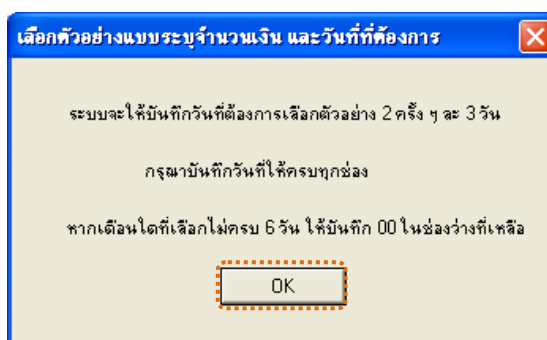 เลือกตัวอย่างแบบระบุจำนวนเงิน และวันที่ที่ต้องการ
ระบบจะให้บันทึกวันที่ต้องการเลือกตัวอย่าง 2 ครั้ง ๆ ละ 3 วัน
กรุณาบันทึกวันที่ให้ครบทุกช่อง
หากเดือนใดที่เลือกไม่ครบ 6 วัน ให้บันทึก 00 ในช่องว่างที่เหลือ
OK